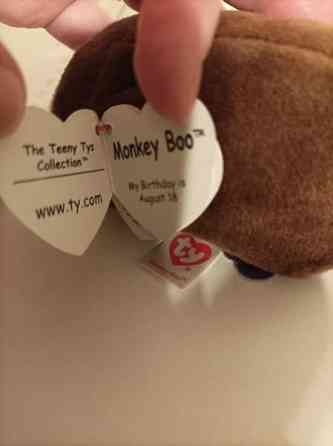 The Teeny Tys
Collection™
www.ty.com
Monkey Boo™
My Birthday is
August 18
ty